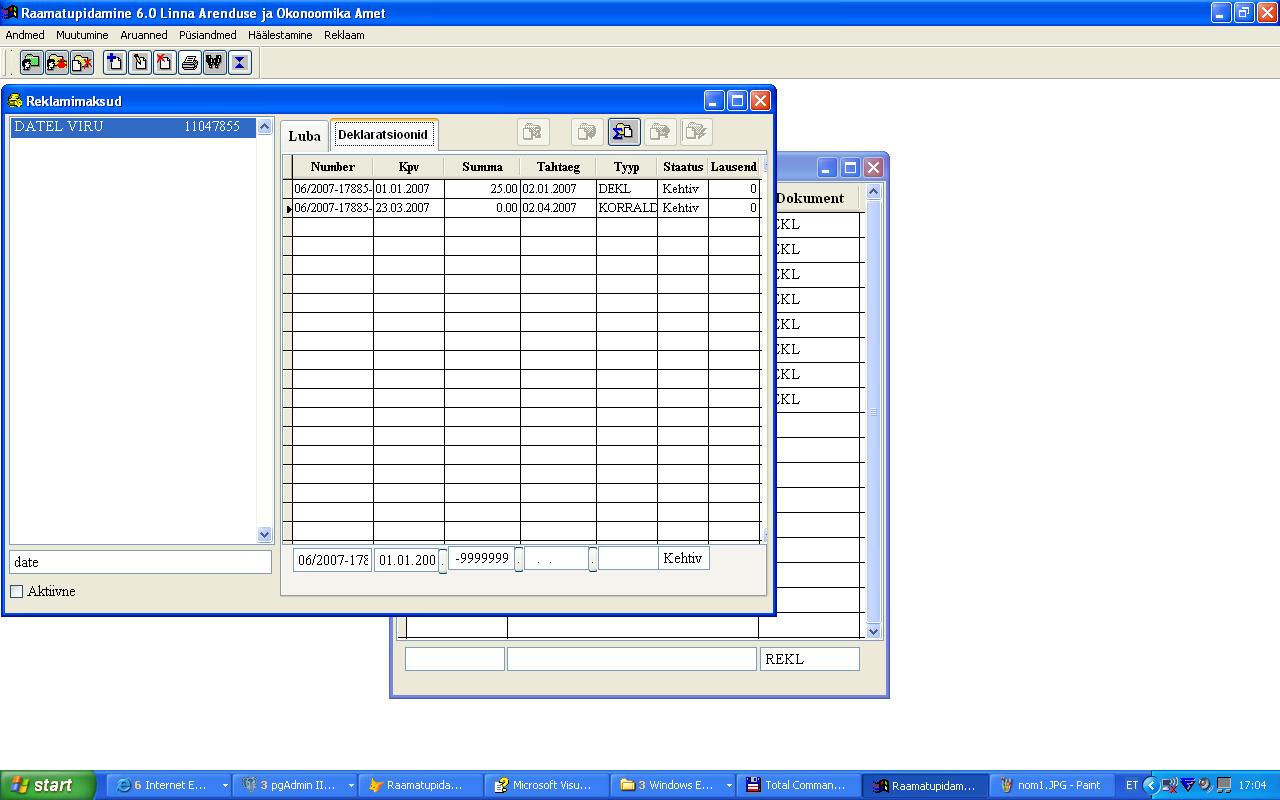 Raamatupidamine 6.0 Linna Arenduse ja Okonoomika Amet
Andmed Muutumine Aruanned Püsiandmed Häälestamine Reklaam
Reklamimaksud
DATEL VIRU 11047855
Luba Deklaratsioonid
Number Kpv Summa Tahtaeg Tyyp Staatus Lausend
06/2007-17885- 01.01.2007 25.00 02.01.2007 DEKL Kehtiv 0
06/2007-17885- 23.03.2007 0.00 02.04.2007 KORRALD Kehtiv 0
06/2007-178 01.01.200 . -9999999 . . . . Kehtiv
date
Aktiivne
Dokument
EKL
EKL
EKL
EKL
EKL
EKL
EKL
EKL
REKL
start 6 Internet E... 3 pgAdmin II... Raamatupida... Microsoft Visu... 3 Windows E... Total Comman... Raamatupidam... nom1.JPG - Paint ET 17:04